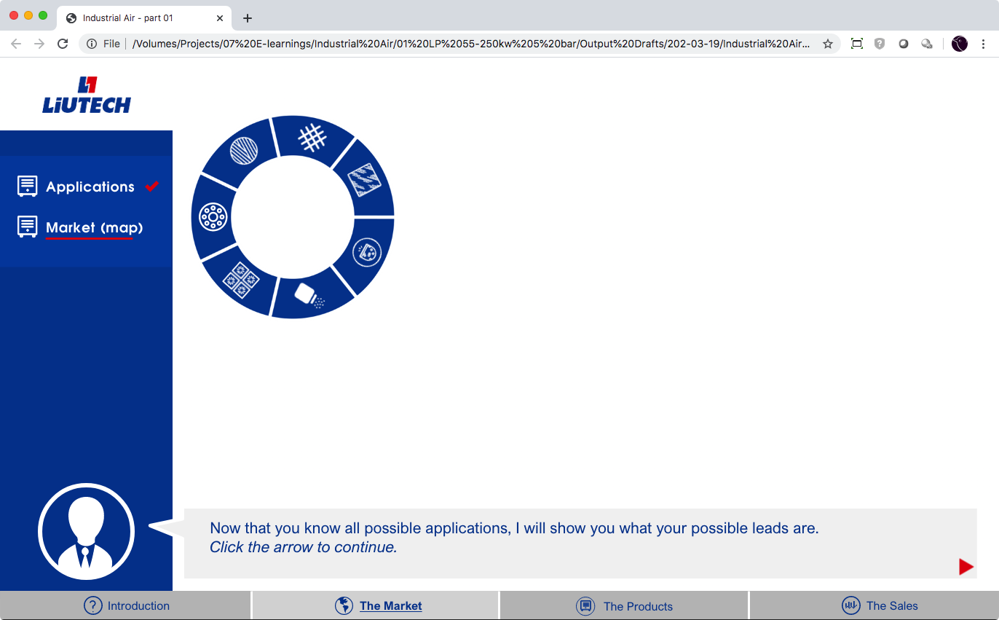 Industrial Air - part 01
File
/Volumes/Projects/07%20E-learnings/Industrial%20Air/01%20LP%2055-250kw%205%20bar/Output%20Drafts/202-03-19/Industrial%20Air...
LiUTECH
Applications
Market (map)
Now that you know all possible applications, I will show you what your possible leads are.
Click the arrow to continue.
Introduction
The Market
The Products
The Sales